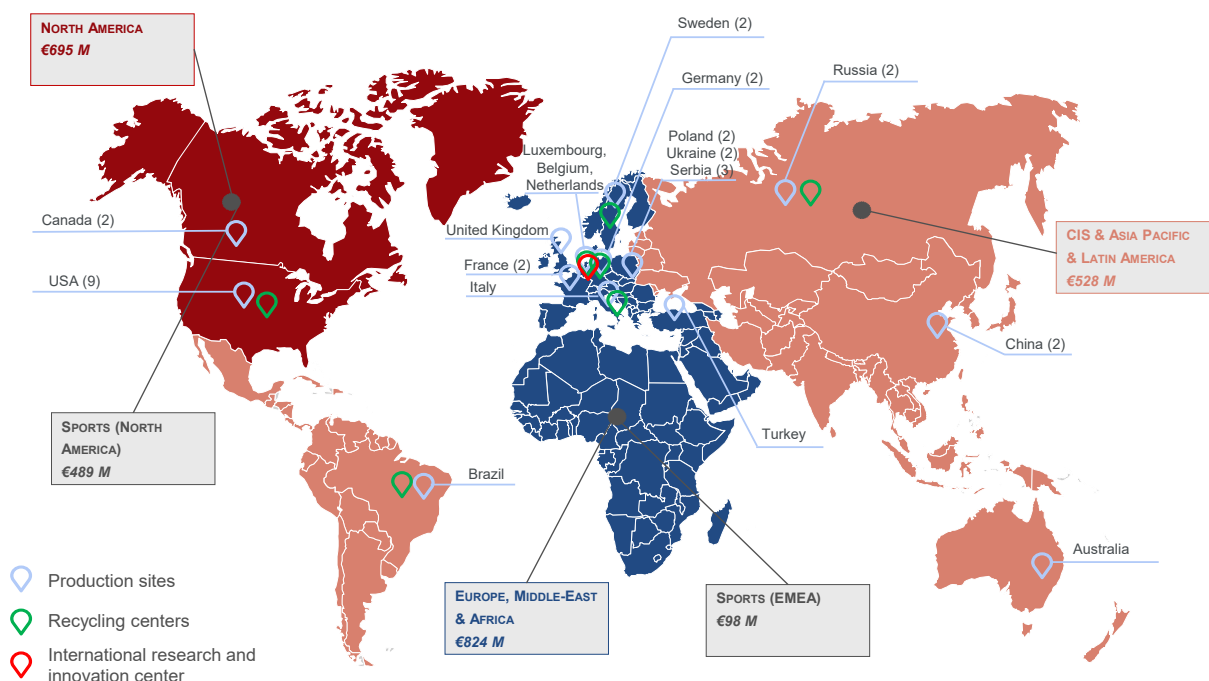 NORTH AMERICA
€695 M
Sweden (2)
Germany (2)
Russia (2)
Poland (2)
Ukraine (2)
Serbia (3)
Luxembourg,
Belgium,
Netherlands
Canada (2)
United Kingdom
CIS & ASIA PACIFIC
& LATIN AMERICA
€528 M
USA (9)
France (2)
Italy
China (2)
SPORTS (NORTH
AMERICA)
€489 M
Turkey
Brazil
Australia
Production sites
Recycling centers
International research and
innovation center
EUROPE, MIDDLE-EAST
& AFRICA
€824 M
SPORTS (EMEA)
€98 M